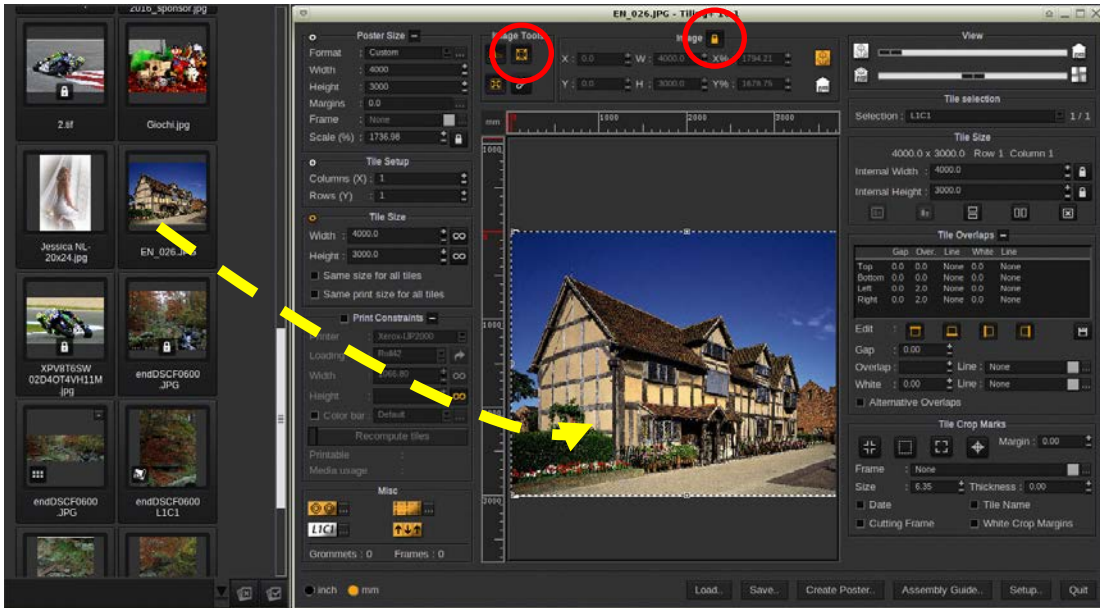 2016_sponsor.jpg
2.tif
Giochi.jpg
Jessica NL-
20x24.jpg
EN_026.JPG
XPV8T6SW
02D4OT4VH11M
.jpg
endDSCF0600
.JPG
endDSCF0600
.JPG
endDSCF0600
L1C1
Poster Size
Format : Custom
Width : 4000
Height : 3000
Margins : 0.0
Frame : None
Scale (%) : 1736.98
Tile Setup
Columns (X) : 1
Rows (Y) : 1
Tile Size
Width : 4000.0
Height : 3000.0
Same size for all tiles
Same print size for all tiles
Print Constraints
Printer : Xerox-IJP2000
Loading : Roll42
Width : 1066.80
Height :
Color bar : Default
Recompute tiles
Printable :
Media usage :
Misc
L1C1
Grommets : 0 Frames : 0
inch mm
Image Tools
Image
X : 0.0 W : 4000.0 X% : 1794.21
Y : 0.0 H : 3000.0 Y% : 1679.75
mm 0 1000 2000 3000
1000
1000
2000
View
Tile selection
Selection : L1C1 1 / 1
Tile Size
4000.0 x 3000.0 Row 1 Column 1
Internal Width : 4000.0
Internal Height : 3000.0
Tile Overlaps
Gap Over. Line White Line
Top 0.0 0.0 None 0.0 None
Bottom 0.0 0.0 None 0.0 None
Left 0.0 2.0 None 0.0 None
Right 0.0 2.0 None 0.0 None
Edit :
Gap : 0.00
Overlap : Line : None
White : 0.00 Line : None
Alternative Overlaps
Tile Crop Marks
Margin : 0.00
Frame : None
Size : 6.35 Thickness : 0.00
Date Tile Name
Cutting Frame White Crop Margins
Load.. Save.. Create Poster.. Assembly Guide.. Setup.. Quit